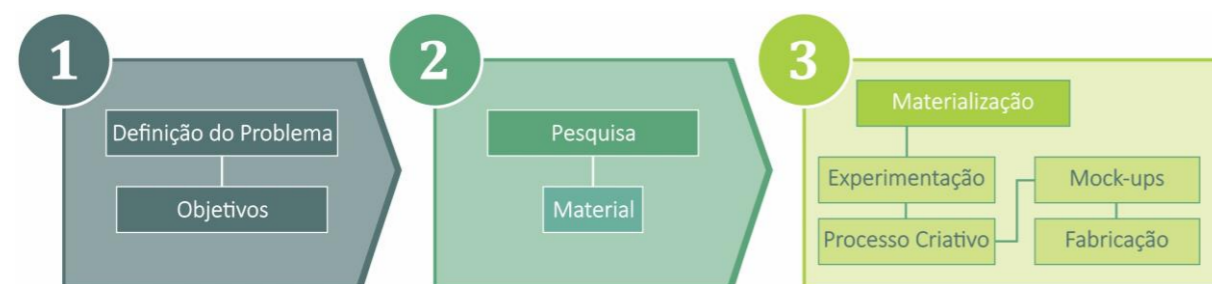 1
Definição do Problema
Objetivos
2
Pesquisa
Material
3
Materialização
Experimentação
Processo Criativo
Mock-ups
Fabricação